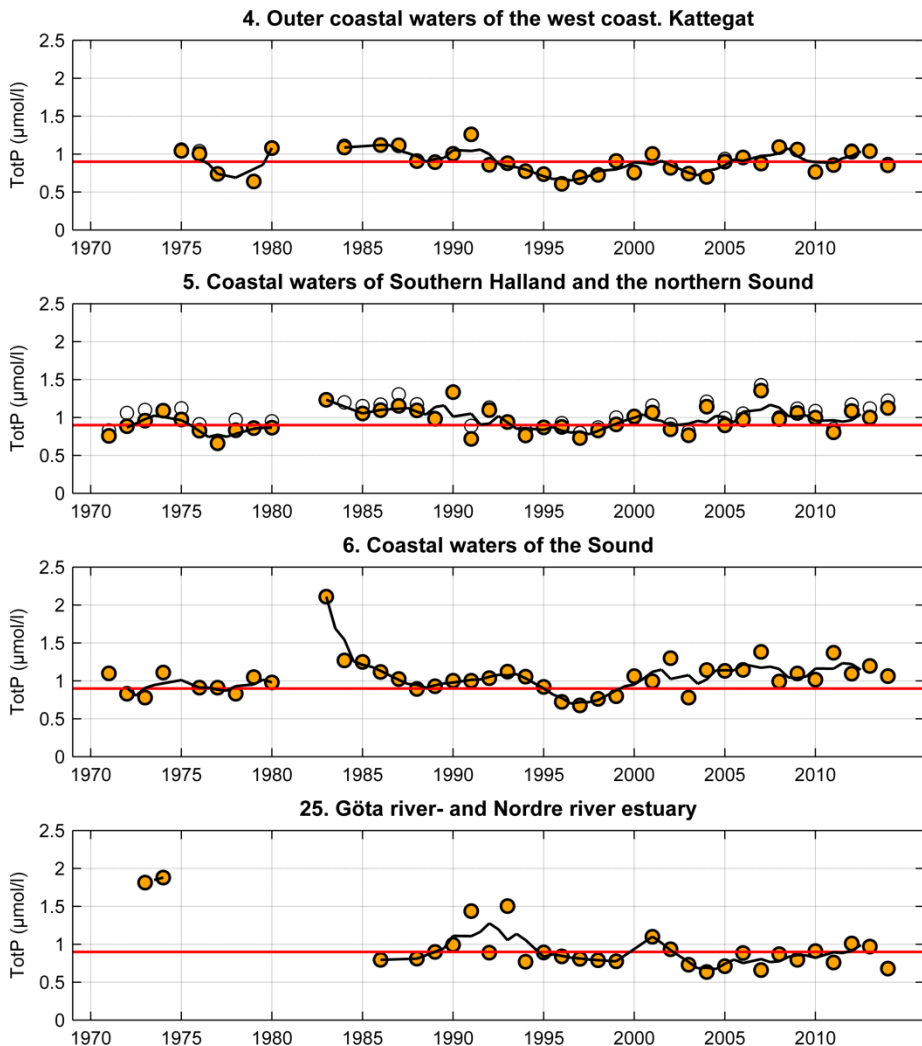 4. Outer coastal waters of the west coast. Kattegat
2.5
2
1.5
1
0.5
0
TotP (µmol/l)
1970 1975 1980 1985 1990 1995 2000 2005 2010
5. Coastal waters of Southern Halland and the northern Sound
2.5
2
1.5
1
0.5
0
TotP (µmol/l)
1970 1975 1980 1985 1990 1995 2000 2005 2010
6. Coastal waters of the Sound
2.5
2
1.5
1
0.5
0
TotP (µmol/l)
1970 1975 1980 1985 1990 1995 2000 2005 2010
25. Göta river- and Nordre river estuary
2.5
2
1.5
1
0.5
0
TotP (µmol/l)
1970 1975 1980 1985 1990 1995 2000 2005 2010